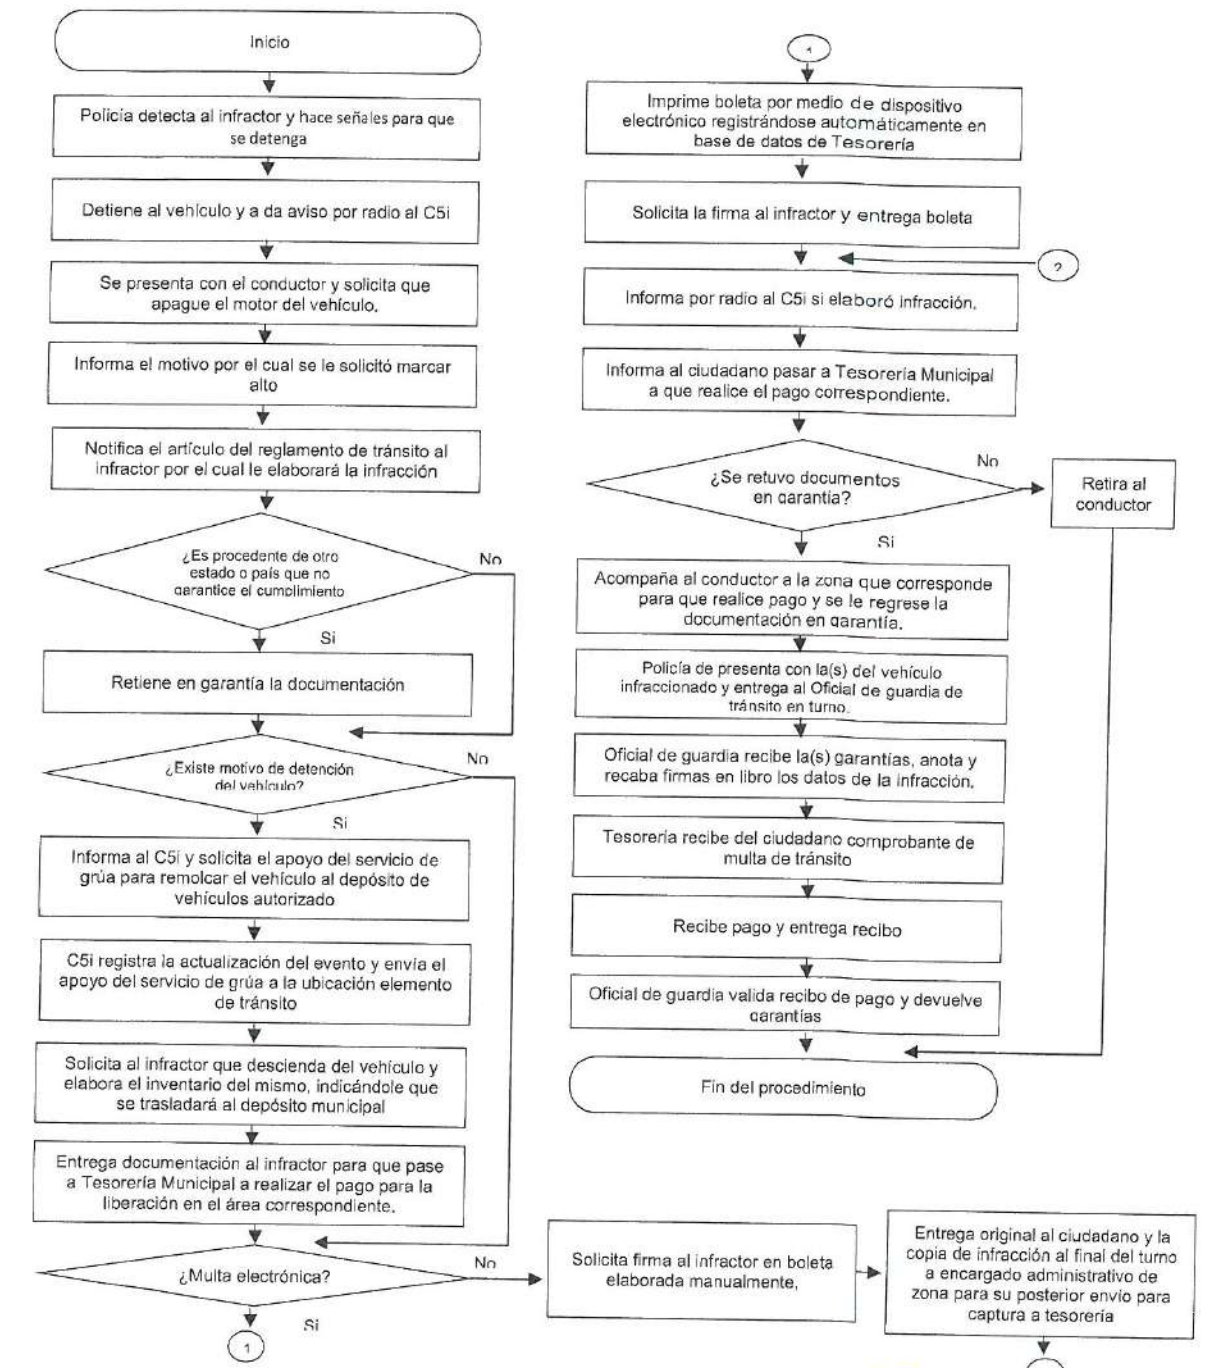 Inicio
Policía detecta al infractor y hace señales para que
se detenga
Detiene al vehículo y a da aviso por radio al C5i
Se presenta con el conductor y solicita que
apague el motor del vehículo.
Informa el motivo por el cual se le solicitó marcar
alto
Notifica el artículo del reglamento de tránsito al
infractor por el cual le elaborará la infracción
¿Es procedente de otro
estado o país que no
garantice el cumplimiento
No
Si
Retiene en garantía la documentación
¿Existe motivo de detención
del vehículo?
No
Si
Informa al C5i y solicita el apoyo del servicio de
grúa para remolcar el vehículo al depósito de
vehículos autorizado
C5i registra la actualización del evento y envía el
apoyo del servicio de grúa a la ubicación elemento
de tránsito
Solicita al infractor que descienda del vehículo y
elabora el inventario del mismo, indicándole que
se trasladará al depósito municipal
Entrega documentación al infractor para que pase
a Tesorería Municipal a realizar el pago para la
liberación en el área correspondiente.
¿Multa electrónica?
No
Si
1
Solicita firma al infractor en boleta
elaborada manualmente,
Entrega original al ciudadano y la
copia de infracción al final del turno
a encargado administrativo de
zona para su posterior envío para
captura a tesorería
1
Imprime boleta por medio de dispositivo
electrónico registrándose automáticamente en
base de datos de Tesorería
Solicita la firma al infractor y entrega boleta
2
Informa por radio al C5i si elaboró infracción.
Informa al ciudadano pasar a Tesorería Municipal
a que realice el pago correspondiente.
¿Se retuvo documentos
en garantía?
No
Si
Retira al
conductor
Acompaña al conductor a la zona que corresponde
para que realice pago y se le regrese la
documentación en garantía.
Policía de presenta con la(s) del vehículo
infraccionado y entrega al Oficial de guardia de
tránsito en turno.
Oficial de guardia recibe la(s) garantías, anota y
recaba firmas en libro los datos de la infracción.
Tesorería recibe del ciudadano comprobante de
multa de tránsito
Recibe pago y entrega recibo
Oficial de guardia valida recibo de pago y devuelve
garantías
Fin del procedimiento